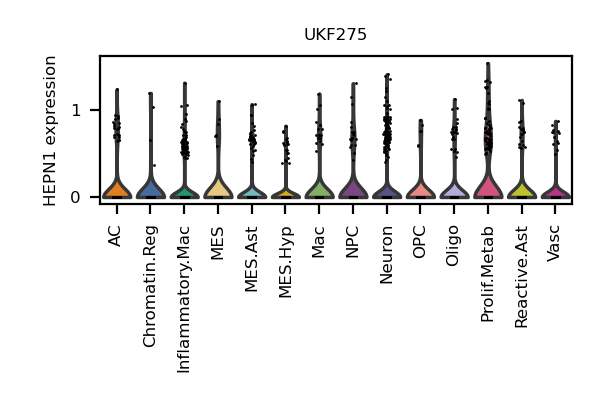 UKF275
HEPN1 expression
1
0
AC
Chromatin.Reg
Inflammatory.Mac
MES
MES.Ast
MES.Hyp
Mac
NPC
Neuron
OPC
Oligo
Prolif.Metab
Reactive.Ast
Vasc